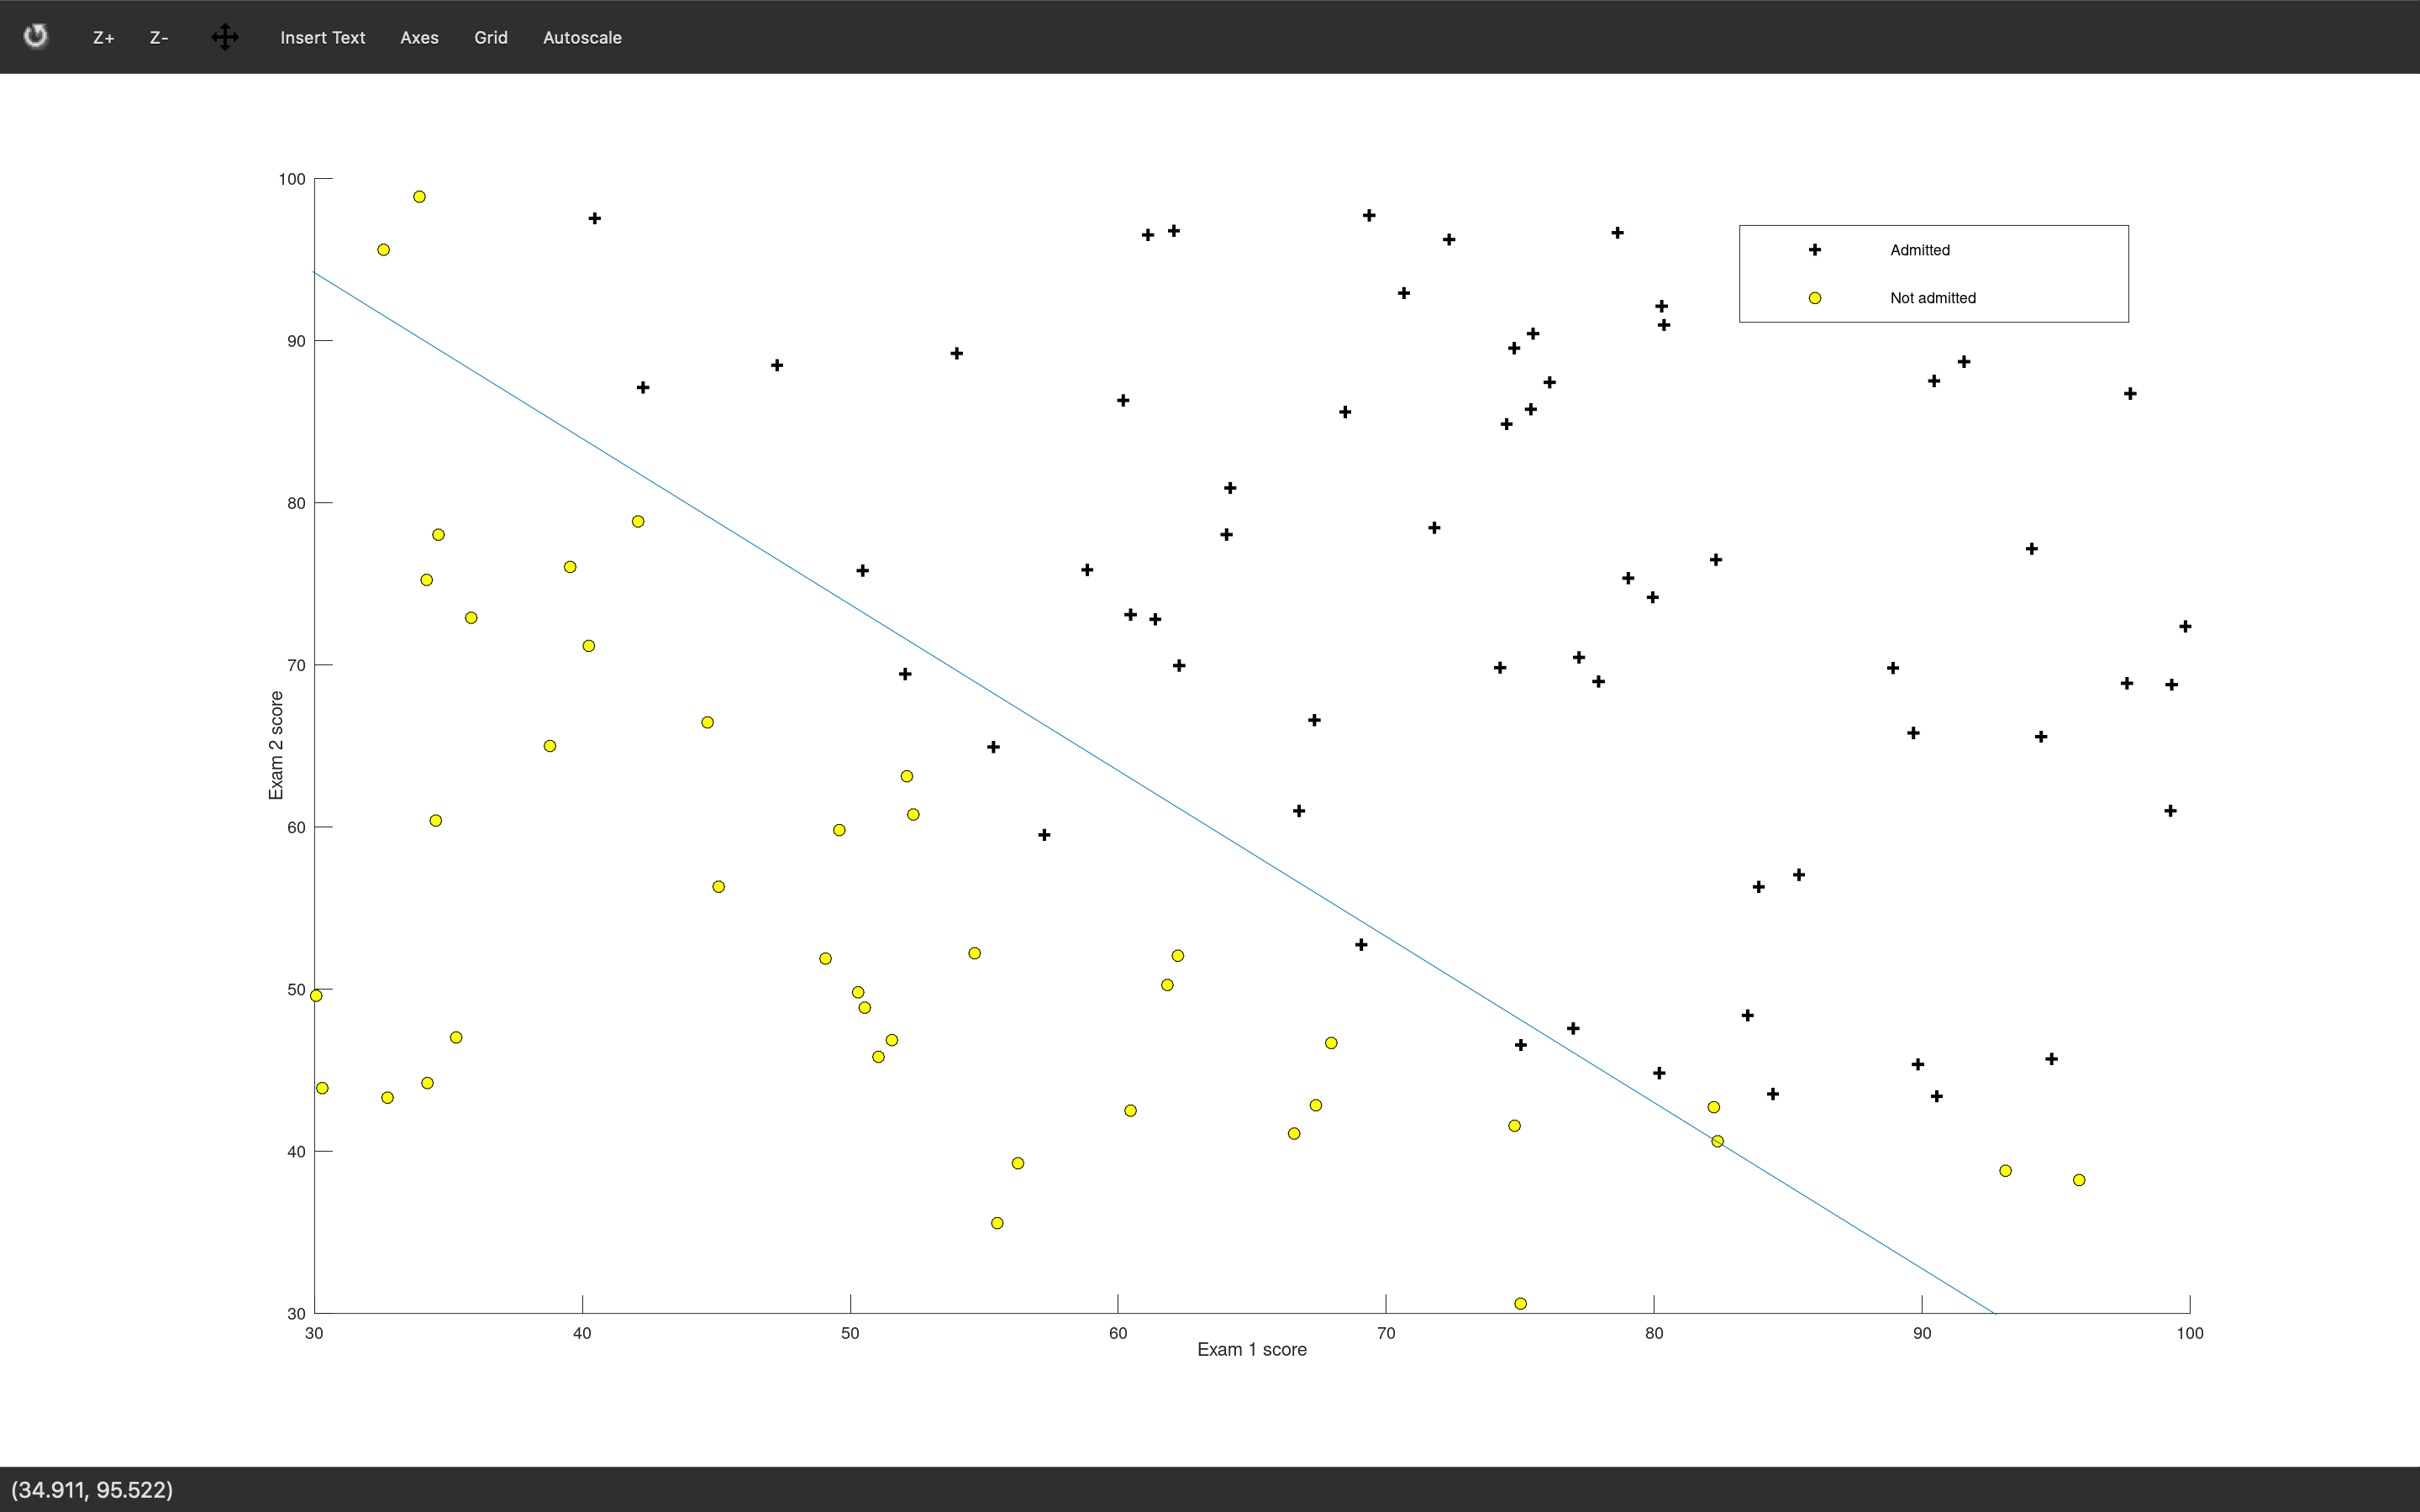 Z+ Z- Insert Text Axes Grid Autoscale
100
90
80
70
60
50
40
30
Exam 2 score
Admitted
Not admitted
30 40 50 60 70 80 90 100
Exam 1 score
(34.911, 95.522)